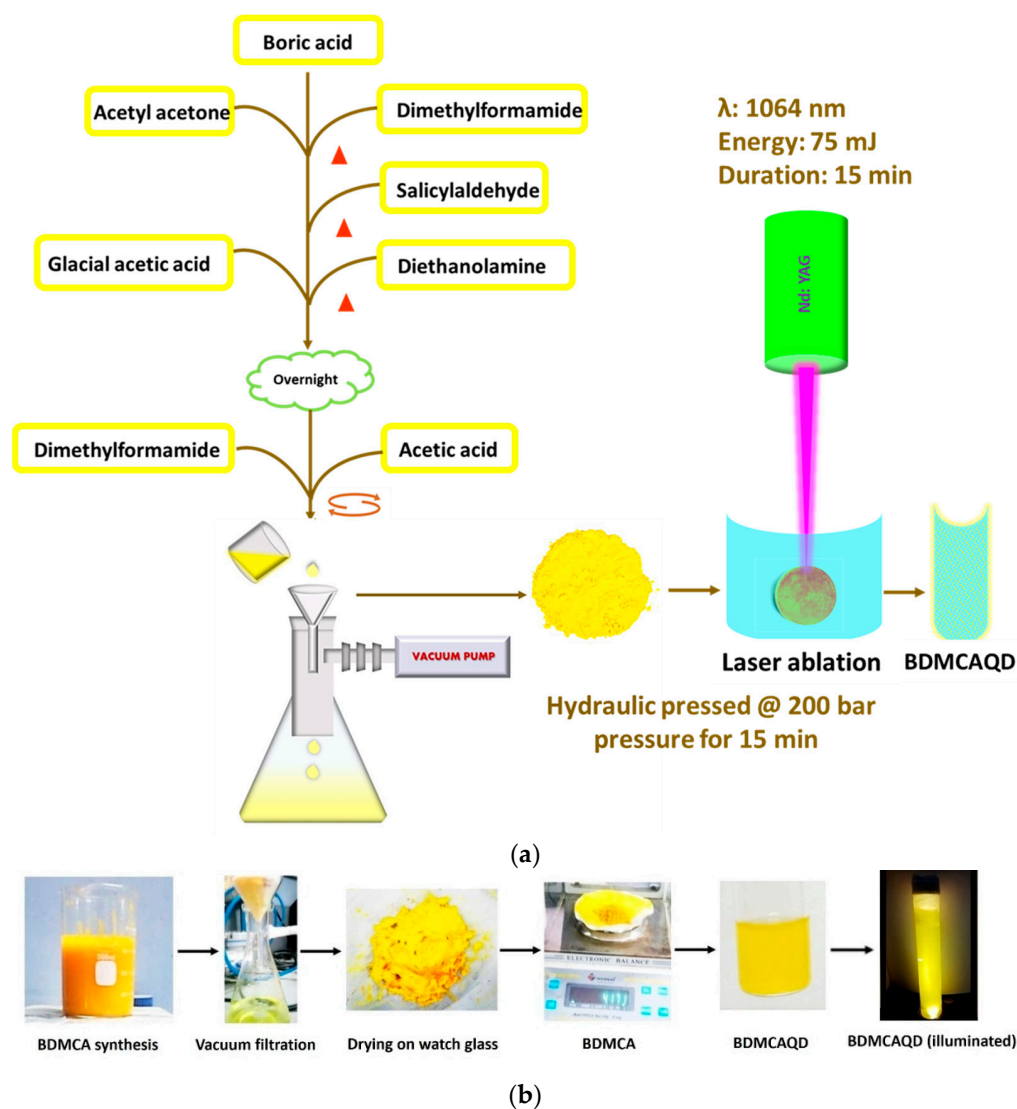 Boric acid
Acetyl acetone
Dimethylformamide
Salicylaldehyde
Glacial acetic acid
Diethanolamine
Overnight
Dimethylformamide
Acetic acid
VACUUM PUMP
λ: 1064 nm
Energy: 75 mJ
Duration: 15 min
Nd: YAG
Laser ablation
BDMCAQD
Hydraulic pressed @ 200 bar
pressure for 15 min
(a)
ELECTRONIC BALANCE
BDMCA synthesis
Vacuum filtration
Drying on watch glass
BDMCA
BDMCAQD
BDMCAQD (illuminated)
(b)